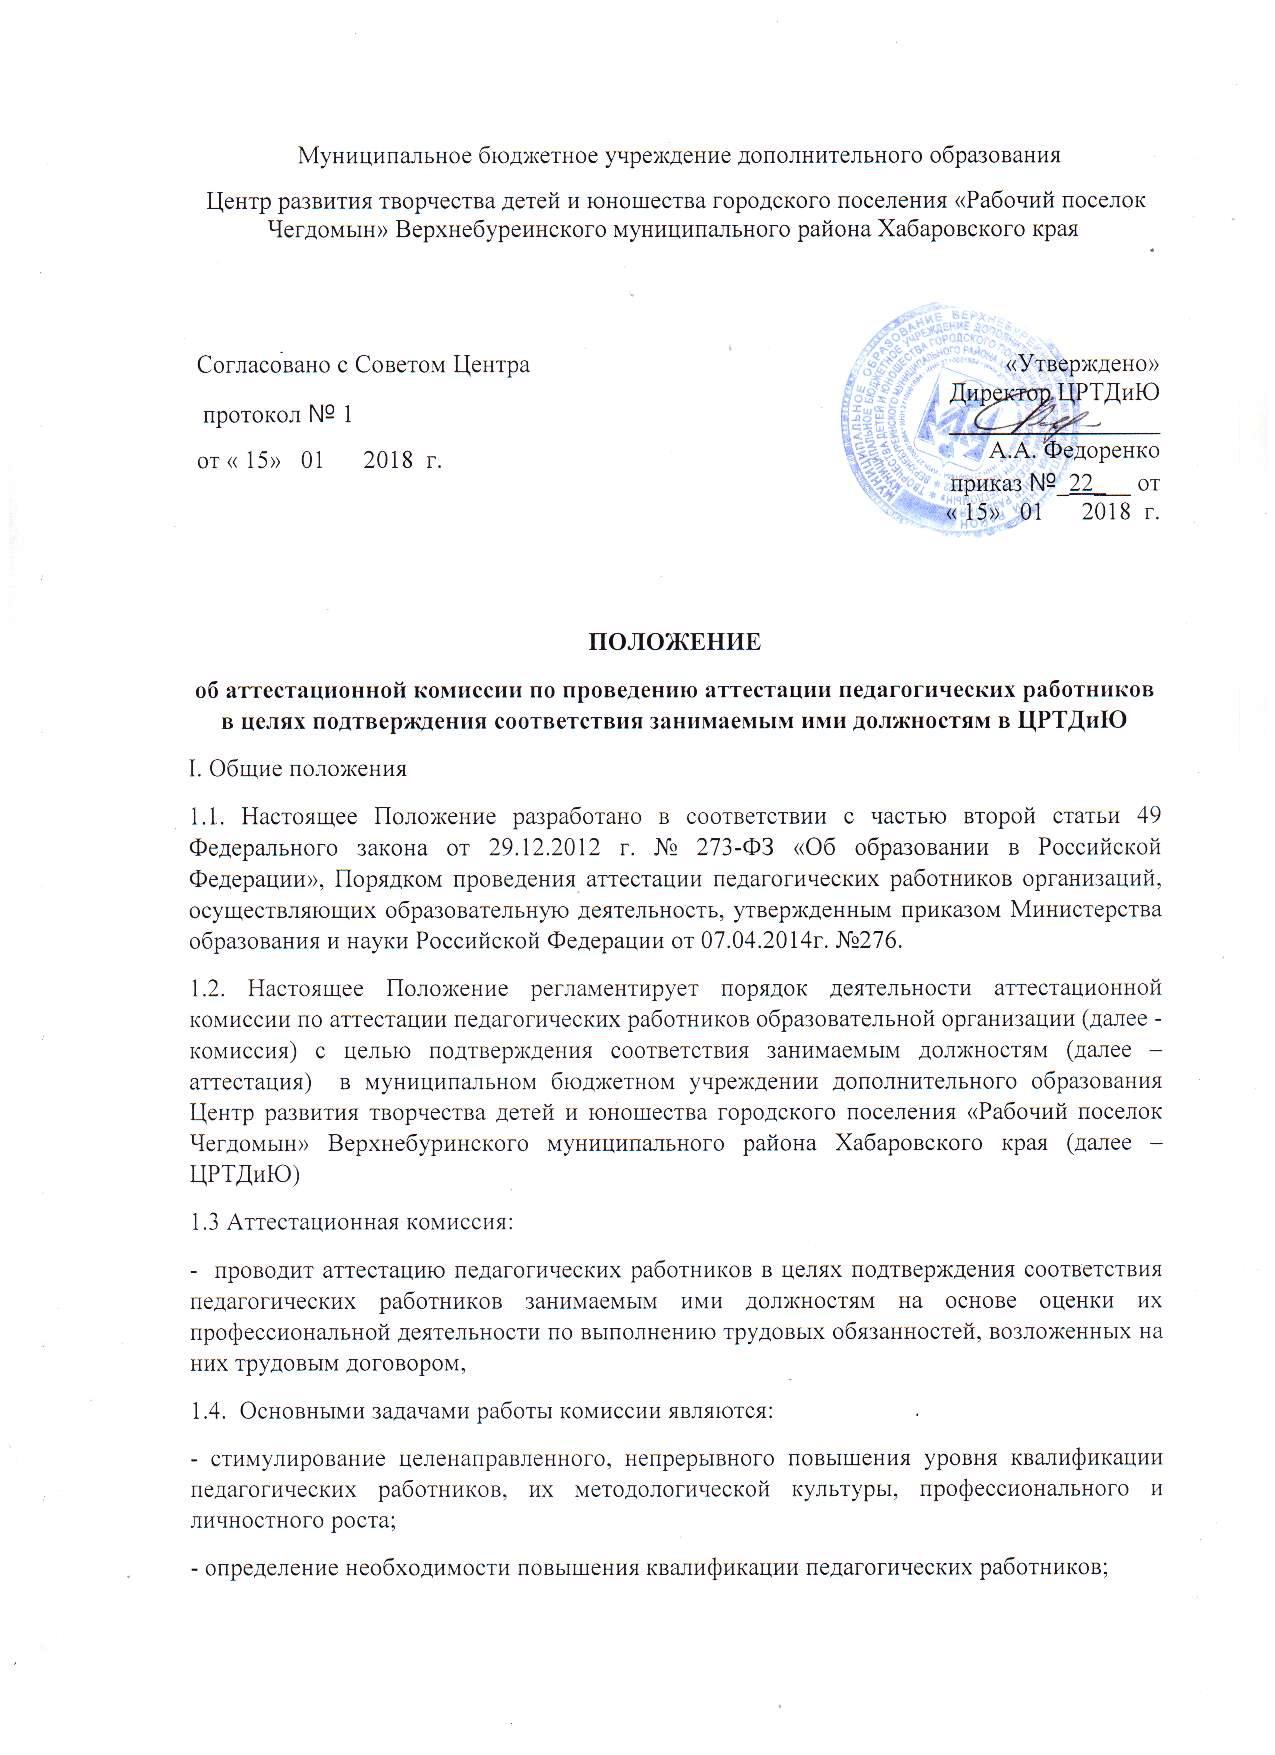 Муниципальное бюджетное учреждение дополнительного образования
Центр развития творчества детей и юношества городского поселения «Рабочий поселок
Чегдомын» Верхнебуреинского муниципального района Хабаровского края
Согласовано с Советом Центра
протокол № 1
от « 15» 01 2018 г.
«Утверждено»
Директор ЦРТДиЮ
А.А. Федоренко
приказ №_22___ от
« 15» 01 2018 г.
ПОЛОЖЕНИЕ
об аттестационной комиссии по проведению аттестации педагогических работников
в целях подтверждения соответствия занимаемым ими должностям в ЦРТДиЮ
I. Общие положения
1.1. Настоящее Положение разработано в соответствии с частью второй статьи 49
Федерального закона от 29.12.2012 г. № 273-ФЗ «Об образовании в Российской
Федерации», Порядком проведения аттестации педагогических работников организаций,
осуществляющих образовательную деятельность, утвержденным приказом Министерства
образования и науки Российской Федерации от 07.04.2014г. №276.
1.2. Настоящее Положение регламентирует порядок деятельности аттестационной
комиссии по аттестации педагогических работников образовательной организации (далее -
комиссия) с целью подтверждения соответствия занимаемым должностям (далее –
аттестация) в муниципальном бюджетном учреждении дополнительного образования
Центр развития творчества детей и юношества городского поселения «Рабочий поселок
Чегдомын» Верхнебуринского муниципального района Хабаровского края (далее –
ЦРТДиЮ)
1.3 Аттестационная комиссия:
- проводит аттестацию педагогических работников в целях подтверждения соответствия
педагогических работников занимаемым ими должностям на основе оценки их
профессиональной деятельности по выполнению трудовых обязанностей, возложенных на
них трудовым договором,
1.4. Основными задачами работы комиссии являются:
- стимулирование целенаправленного, непрерывного повышения уровня квалификации
педагогических работников, их методологической культуры, профессионального и
личностного роста;
- определение необходимости повышения квалификации педагогических работников;